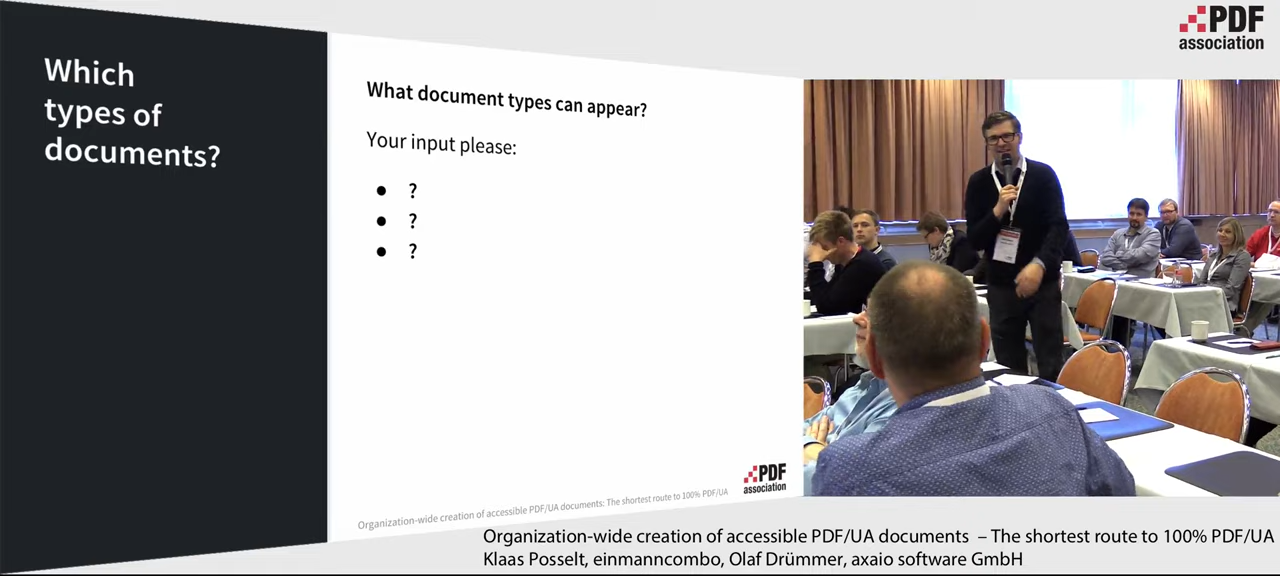 Which
types of
documents?
What document types can appear?
Your input please:
● ?
● ?
● ?
PDF
association
Organization-wide creation of accessible PDF/UA documents: The shortest route to 100% PDF/UA
PDF
association
Organization-wide creation of accessible PDF/UA documents – The shortest route to 100% PDF/UA
Klaas Posselt, einmanncombo, Olaf Drümmer, axaio software GmbH